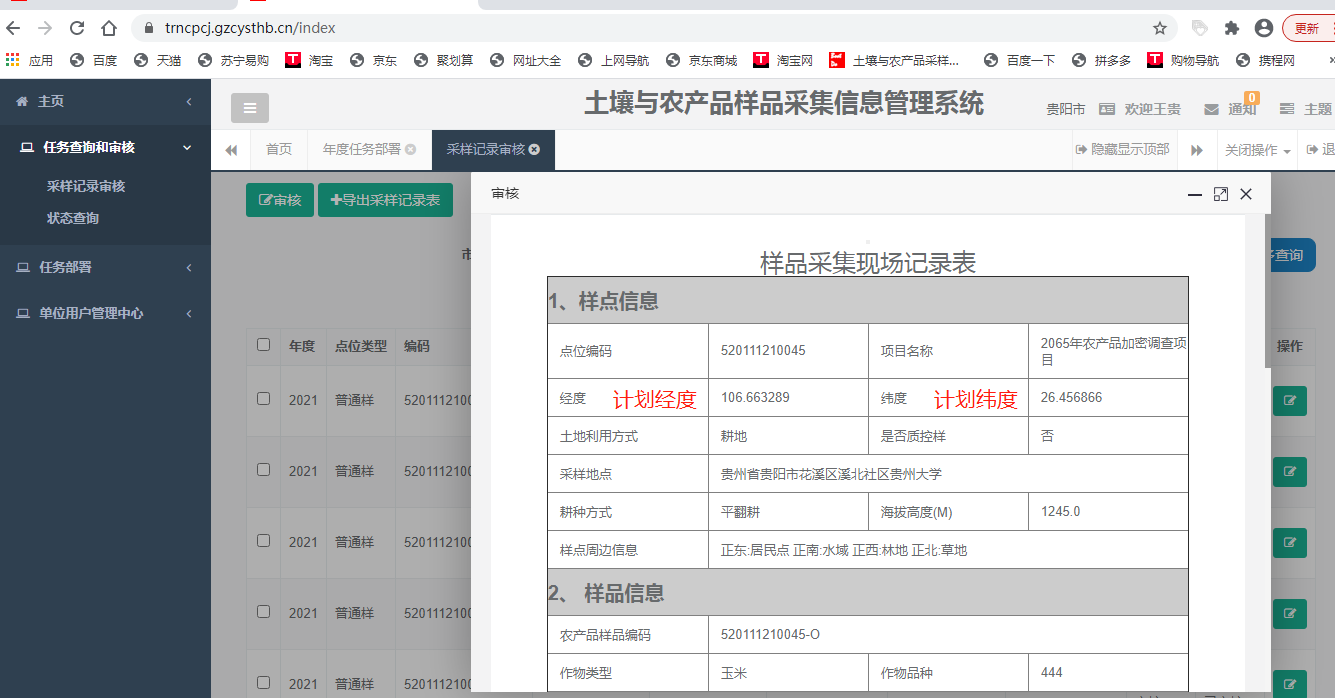 trncpcj.gzcysthb.cn/index
更新
应用 百度 天猫 苏宁易购 淘宝 京东 聚划算 网址大全 上网导航 京东商城 淘宝网 土壤与农产品采样... 百度一下 拼多多 购物导航 携程网
主页
任务查询和审核
采样记录审核
状态查询
任务部署
单位用户管理中心
土壤与农产品样品采集信息管理系统
贵阳市 欢迎王贵 通知 0 主题
首页 年度任务部署 采样记录审核 隐藏显示顶部 关闭操作 退
审核 导出采样记录表
市
查询
年度 点位类型 编码 操作
2021 普通样 520111210
2021 普通样 520111210
2021 普通样 520111210
2021 普通样 520111210
2021 普通样 520111210
审核
样品采集现场记录表
1、样点信息
点位编码 520111210045 项目名称 2065年农产品加密调查项
目
经度 计划经度 106.663289 纬度 计划纬度 26.456866
土地利用方式 耕地 是否质控样 否
采样地点 贵州省贵阳市花溪区溪北社区贵州大学
耕种方式 平翻耕 海拔高度(M) 1245.0
样点周边信息 正东:居民点 正南:水域 正西:林地 正北:草地
2、 样品信息
农产品样品编码 520111210045-O
作物类型 玉米 作物品种 444